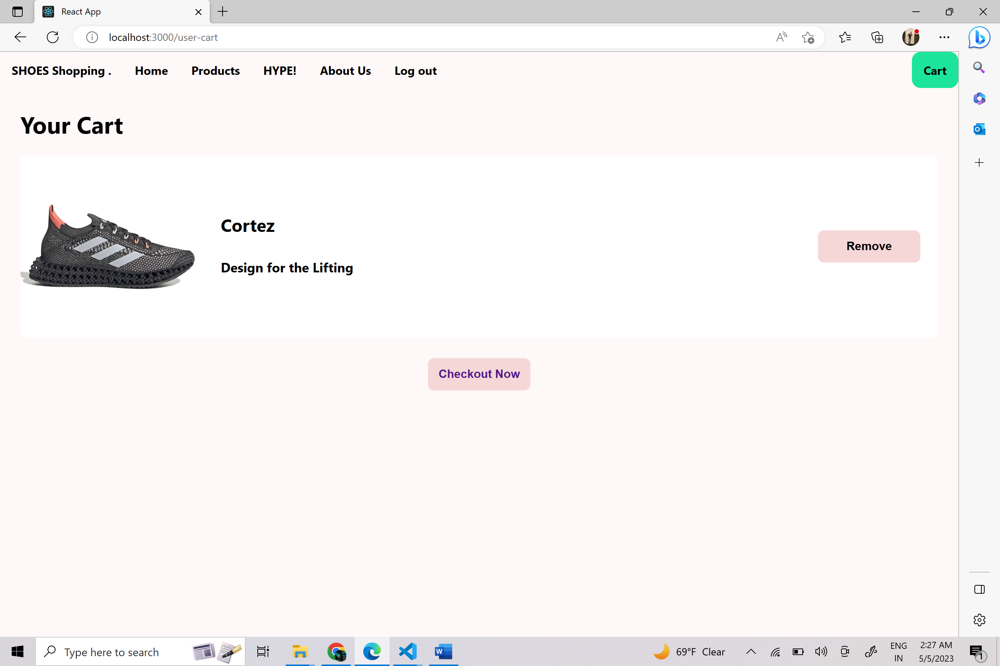 React App
localhost:3000/user-cart
SHOES Shopping . Home Products HYPE! About Us Log out Cart
Your Cart
Cortez
Design for the Lifting
Remove
Checkout Now
Type here to search
69°F Clear
ENG
IN
2:27 AM
5/5/2023
1